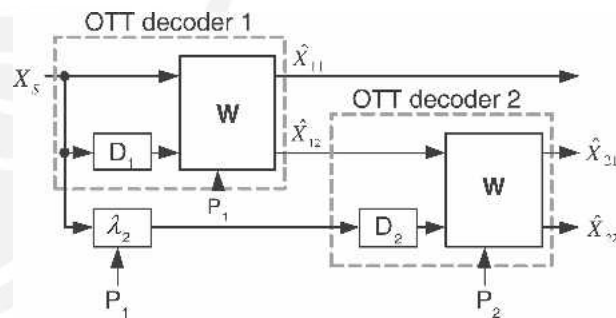 OTT decoder 1
X_S
X̂_11
W
OTT decoder 2
X̂_12
W
D_1
X̂_21
P_1
λ_2
D_2
X̂_22
P_1
P_2